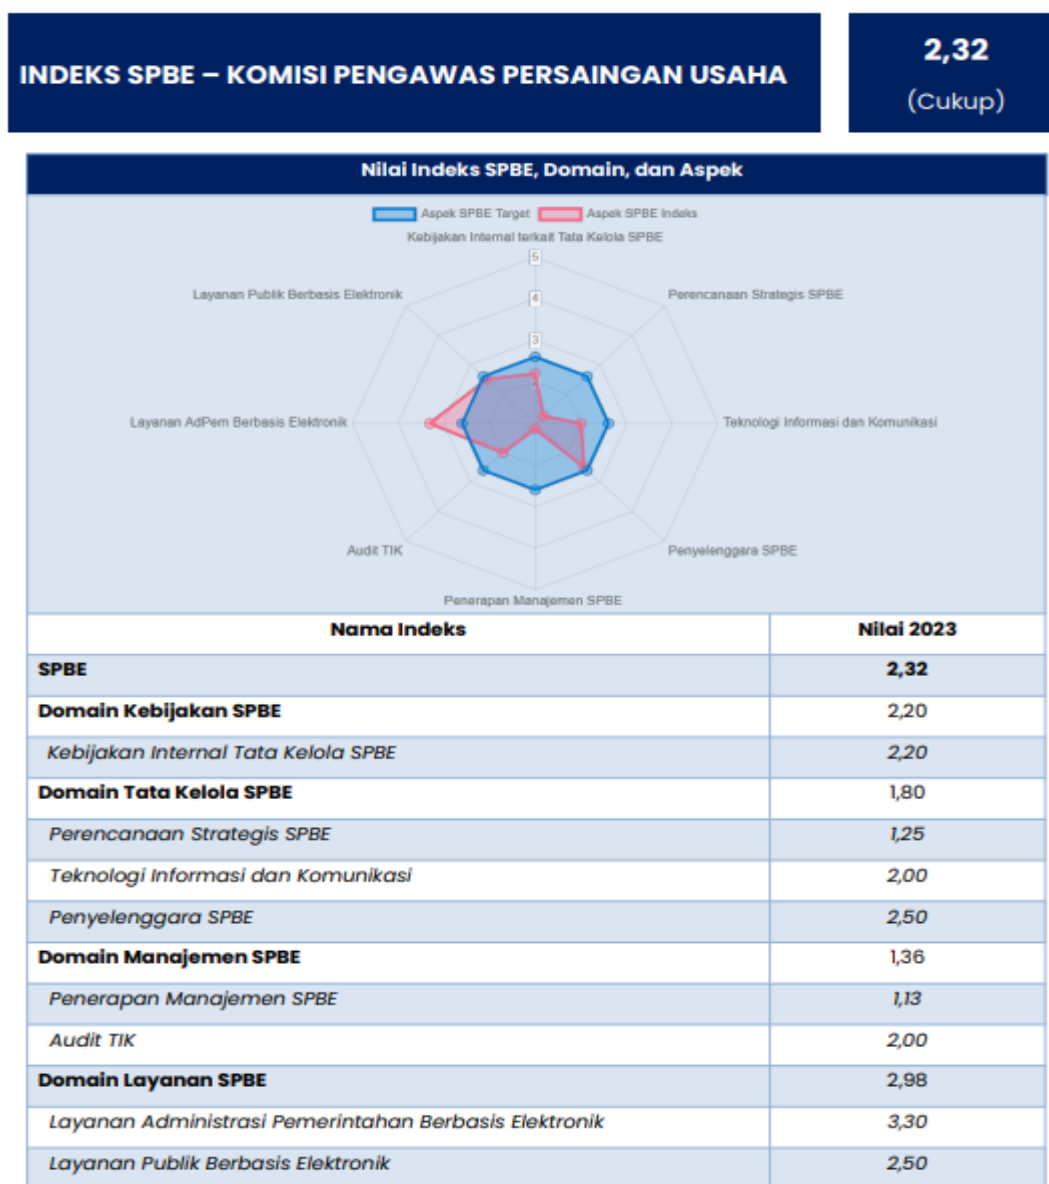 INDEKS SPBE – KOMISI PENGAWAS PERSAINGAN USAHA
2,32
(Cukup)
Nilai Indeks SPBE, Domain, dan Aspek
Aspek SPBE Target Aspek SPBE Indeks
Kebijakan Internal terkait Tata Kelola SPBE
5
Layanan Publik Berbasis Elektronik
Perencanaan Strategis SPBE
4
3
Layanan AdPem Berbasis Elektronik
Teknologi Informasi dan Komunikasi
Audit TIK
Penyelenggara SPBE
Penerapan Manajemen SPBE
Nama Indeks Nilai 2023
SPBE 2,32
Domain Kebijakan SPBE 2,20
Kebijakan Internal Tata Kelola SPBE 2,20
Domain Tata Kelola SPBE 1,80
Perencanaan Strategis SPBE 1,25
Teknologi Informasi dan Komunikasi 2,00
Penyelenggara SPBE 2,50
Domain Manajemen SPBE 1,36
Penerapan Manajemen SPBE 1,13
Audit TIK 2,00
Domain Layanan SPBE 2,98
Layanan Administrasi Pemerintahan Berbasis Elektronik 3,30
Layanan Publik Berbasis Elektronik 2,50